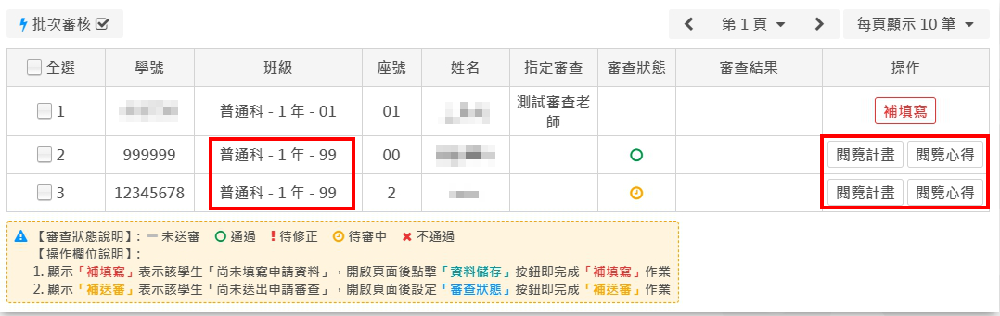 批次審核
第 1 頁
每頁顯示 10 筆
全選 學號 班級 座號 姓名 指定審查 審查狀態 審查結果 操作
1 普通科 - 1 年 - 01 01 測試審查老師 補填寫
2 999999 普通科 - 1 年 - 99 00 閱覽計畫 閱覽心得
3 12345678 普通科 - 1 年 - 99 2 閱覽計畫 閱覽心得
【審查狀態說明】: 未送審 通過 待修正 待審中 不通過
【操作欄位說明】:
1. 顯示「補填寫」表示該學生「尚未填寫申請資料」，開啟頁面後點擊「資料儲存」按鈕即完成「補填寫」作業
2. 顯示「補送審」表示該學生「尚未送出申請審查」，開啟頁面後設定「審查狀態」按鈕即完成「補送審」作業